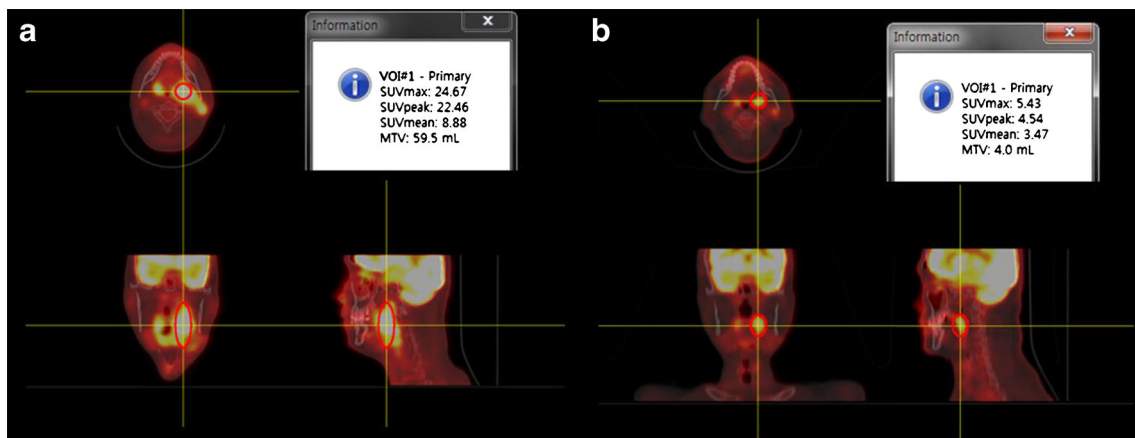 a
Information
VOI#1 - Primary
SUVmax: 24.67
SUVpeak: 22.46
SUVmean: 8.88
MTV: 59.5 mL
b
Information
VOI#1 - Primary
SUVmax: 5.43
SUVpeak: 4.54
SUVmean: 3.47
MTV: 4.0 mL